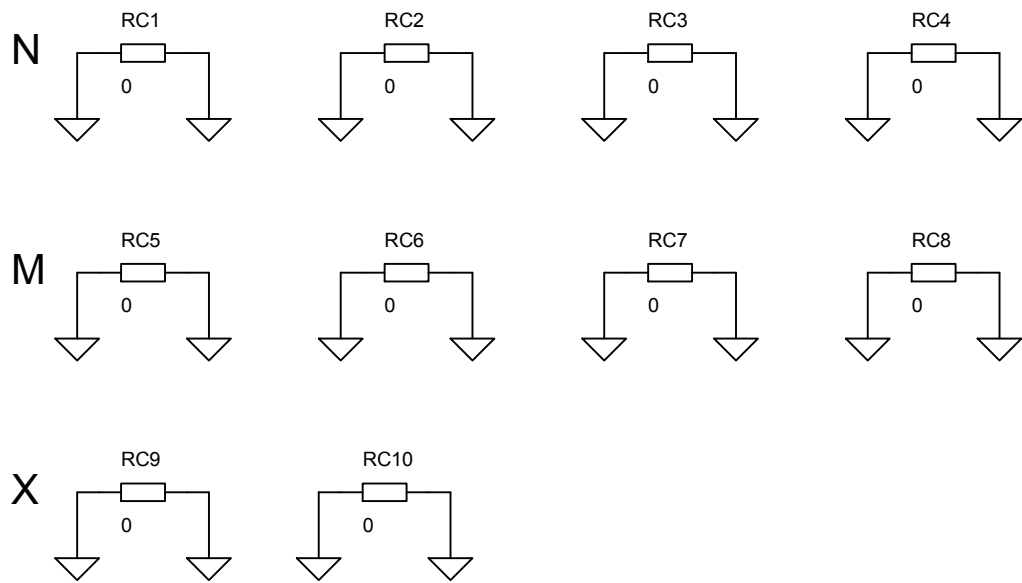 RC1 RC2 RC3 RC4
N
0 0 0 0
RC5 RC6 RC7 RC8
M
0 0 0 0
RC9 RC10
X
0 0